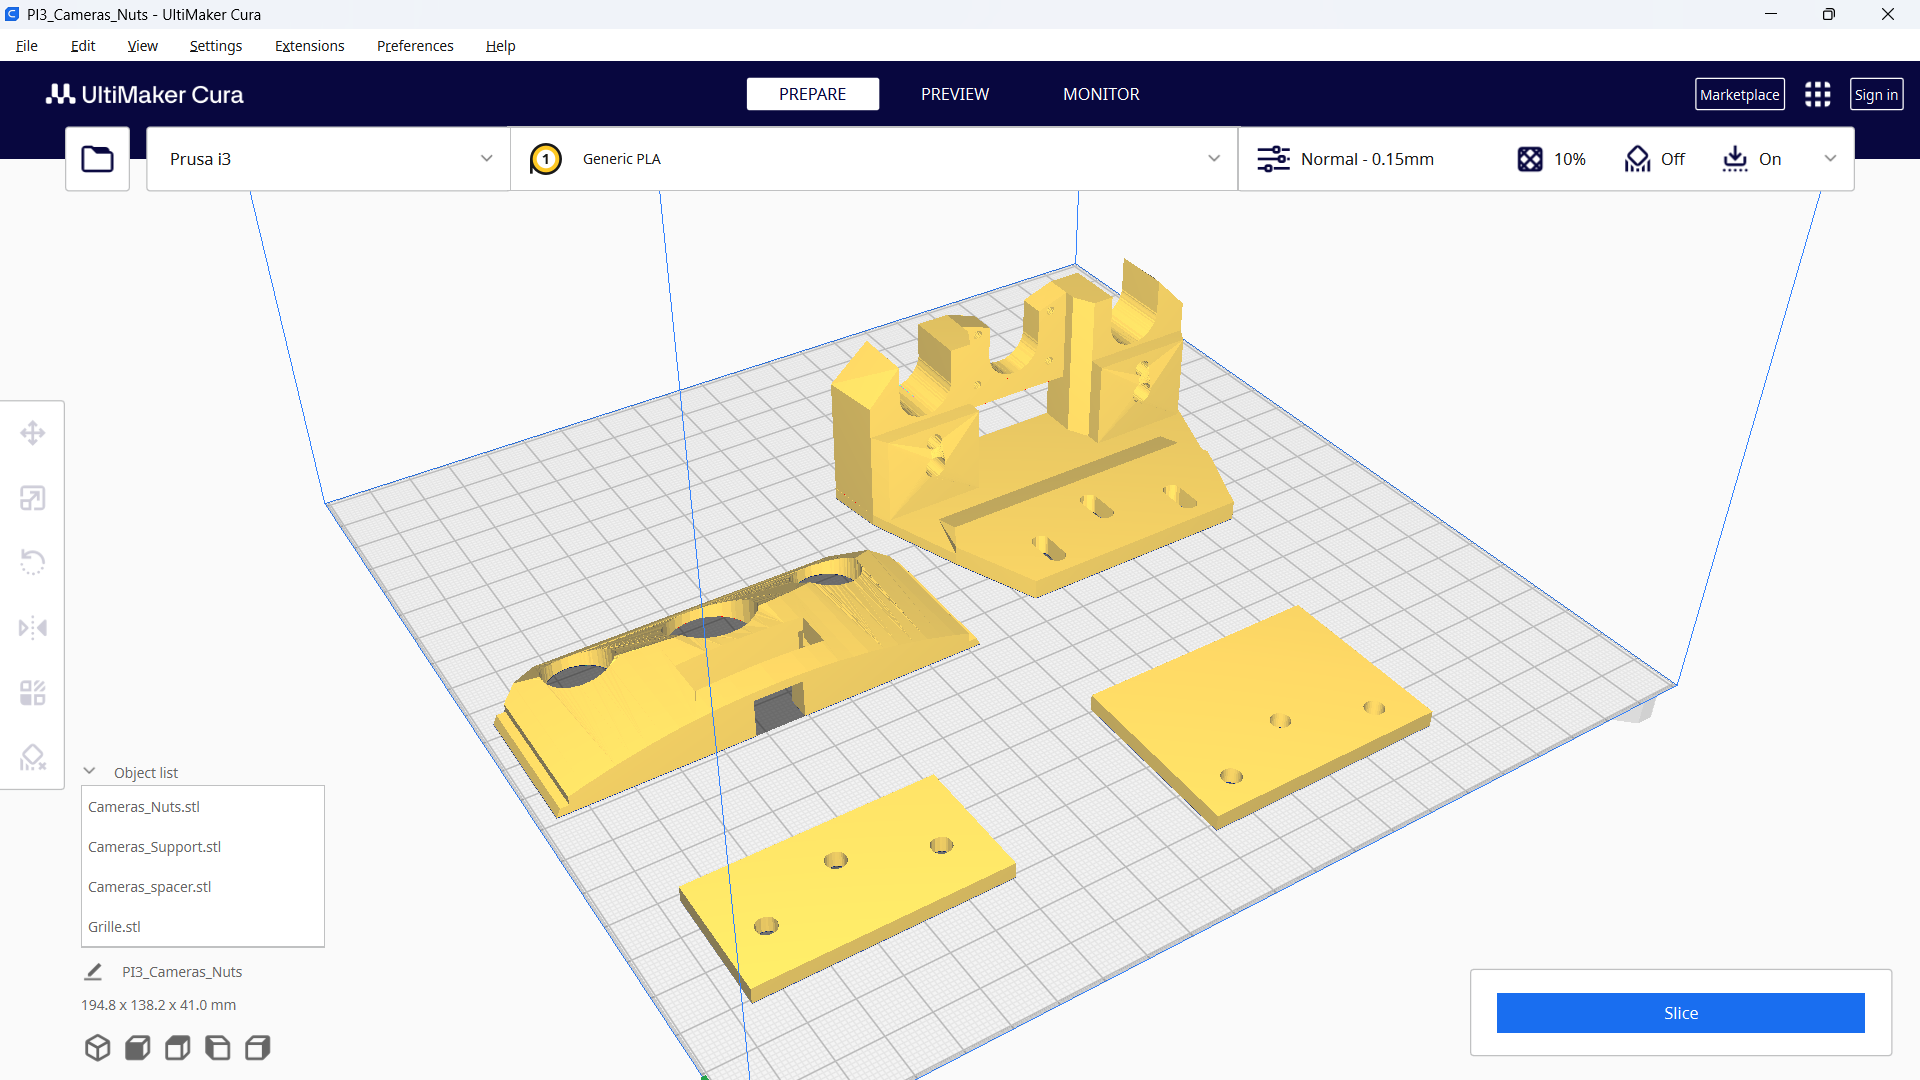 PI3_Cameras_Nuts - UltiMaker Cura
File Edit View Settings Extensions Preferences Help
UltiMaker Cura
PREPARE PREVIEW MONITOR
Marketplace
Sign in
Prusa i3
1 Generic PLA
Normal - 0.15mm
10%
Off
On
Object list
Cameras_Nuts.stl
Cameras_Support.stl
Cameras_spacer.stl
Grille.stl
PI3_Cameras_Nuts
194.8 x 138.2 x 41.0 mm
Slice